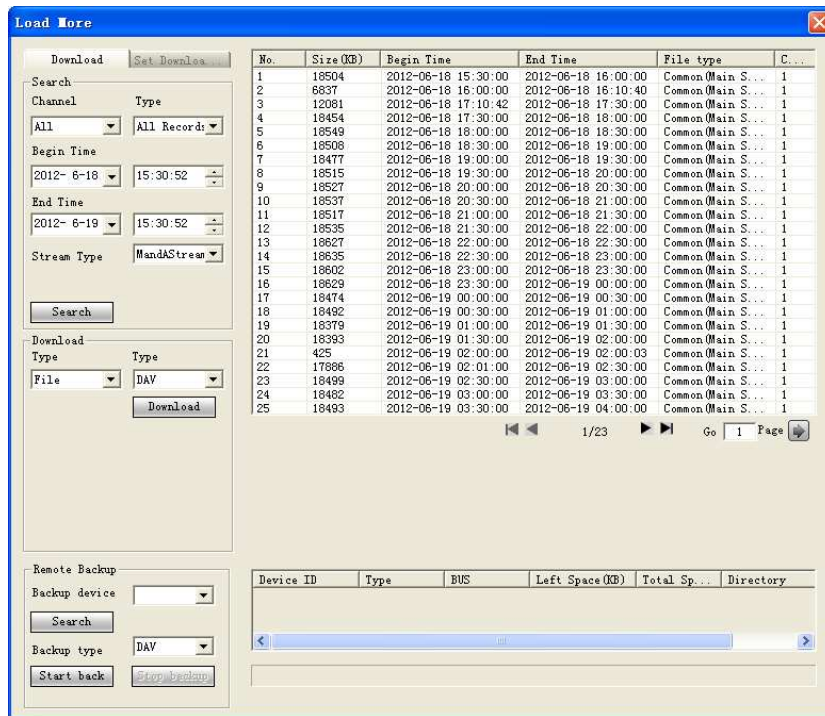 Load More
Download Set Downloa...
Search
Channel Type
All All Record:
Begin Time
2012- 6-18 15:30:52
End Time
2012- 6-19 15:30:52
Stream Type MandAStream
Search
Download
Type Type
File DAV
Download
Remote Backup
Backup device
Search
Backup type DAV
Start back Stop backup
No. Size(KB) Begin Time End Time File type C...
1 18504 2012-06-18 15:30:00 2012-06-18 16:00:00 Common(Main S... 1
2 6837 2012-06-18 16:00:00 2012-06-18 16:10:40 Common(Main S... 1
3 12081 2012-06-18 17:10:42 2012-06-18 17:30:00 Common(Main S... 1
4 18454 2012-06-18 17:30:00 2012-06-18 18:00:00 Common(Main S... 1
5 18549 2012-06-18 18:00:00 2012-06-18 18:30:00 Common(Main S... 1
6 18508 2012-06-18 18:30:00 2012-06-18 19:00:00 Common(Main S... 1
7 18477 2012-06-18 19:00:00 2012-06-18 19:30:00 Common(Main S... 1
8 18515 2012-06-18 19:30:00 2012-06-18 20:00:00 Common(Main S... 1
9 18527 2012-06-18 20:00:00 2012-06-18 20:30:00 Common(Main S... 1
10 18537 2012-06-18 20:30:00 2012-06-18 21:00:00 Common(Main S... 1
11 18517 2012-06-18 21:00:00 2012-06-18 21:30:00 Common(Main S... 1
12 18535 2012-06-18 21:30:00 2012-06-18 22:00:00 Common(Main S... 1
13 18627 2012-06-18 22:00:00 2012-06-18 22:30:00 Common(Main S... 1
14 18635 2012-06-18 22:30:00 2012-06-18 23:00:00 Common(Main S... 1
15 18602 2012-06-18 23:00:00 2012-06-18 23:30:00 Common(Main S... 1
16 18629 2012-06-18 23:30:00 2012-06-19 00:00:00 Common(Main S... 1
17 18474 2012-06-19 00:00:00 2012-06-19 00:30:00 Common(Main S... 1
18 18492 2012-06-19 00:30:00 2012-06-19 01:00:00 Common(Main S... 1
19 18379 2012-06-19 01:00:00 2012-06-19 01:30:00 Common(Main S... 1
20 18393 2012-06-19 01:30:00 2012-06-19 02:00:00 Common(Main S... 1
21 425 2012-06-19 02:00:00 2012-06-19 02:00:03 Common(Main S... 1
22 17886 2012-06-19 02:01:00 2012-06-19 02:30:00 Common(Main S... 1
23 18499 2012-06-19 02:30:00 2012-06-19 03:00:00 Common(Main S... 1
24 18482 2012-06-19 03:00:00 2012-06-19 03:30:00 Common(Main S... 1
25 18493 2012-06-19 03:30:00 2012-06-19 04:00:00 Common(Main S... 1
1/23 Go 1 Page
Device ID Type BUS Left Space(KB) Total Sp... Directory